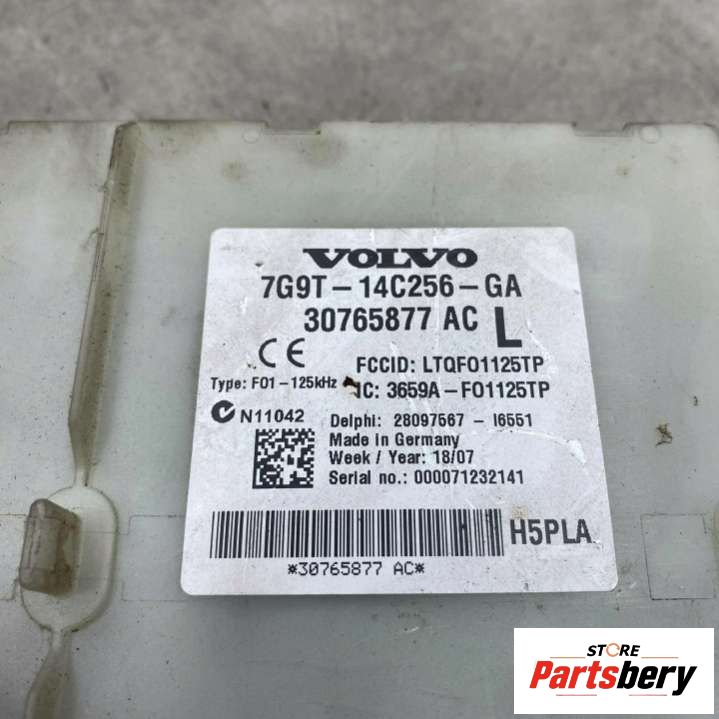 VOLVO
7G9T-14C256-GA
30765877 AC L
CE FCCID: LTQFO1125TP
Type: F01-125kHz IC: 3659A-FO1125TP
N11042 Delphi: 28097567 - I6551
Made in Germany
Week / Year: 18/07
Serial no.: 000071232141
H5PLA
*30765877 AC*
STORE
Partsbery